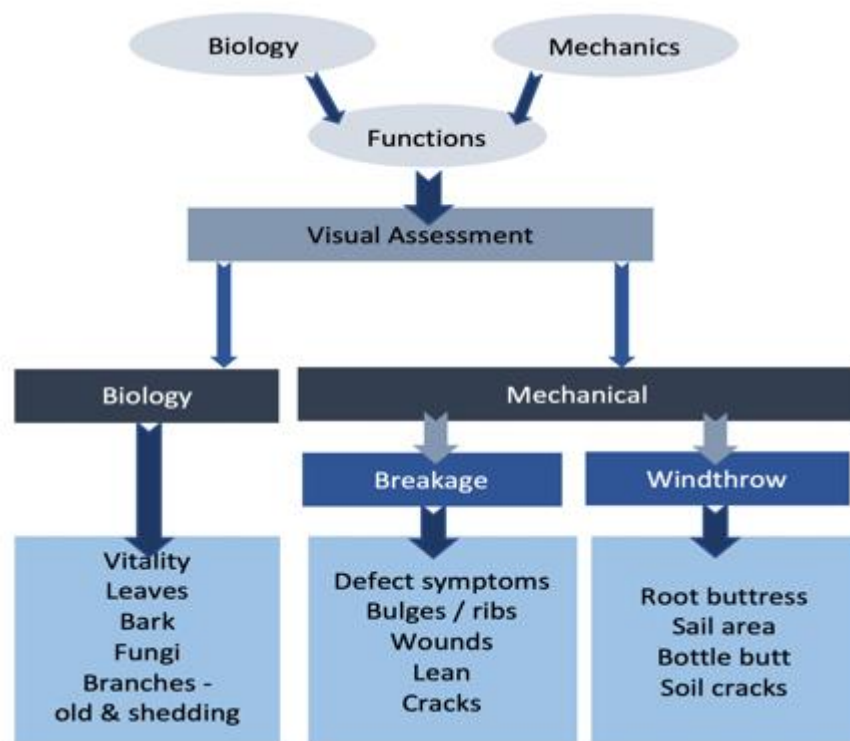 Biology
Mechanics
Functions
Visual Assessment
Biology
Mechanical
Breakage
Windthrow
Vitality
Leaves
Bark
Fungi
Branches -
old & shedding
Defect symptoms
Bulges / ribs
Wounds
Lean
Cracks
Root buttress
Sail area
Bottle butt
Soil cracks